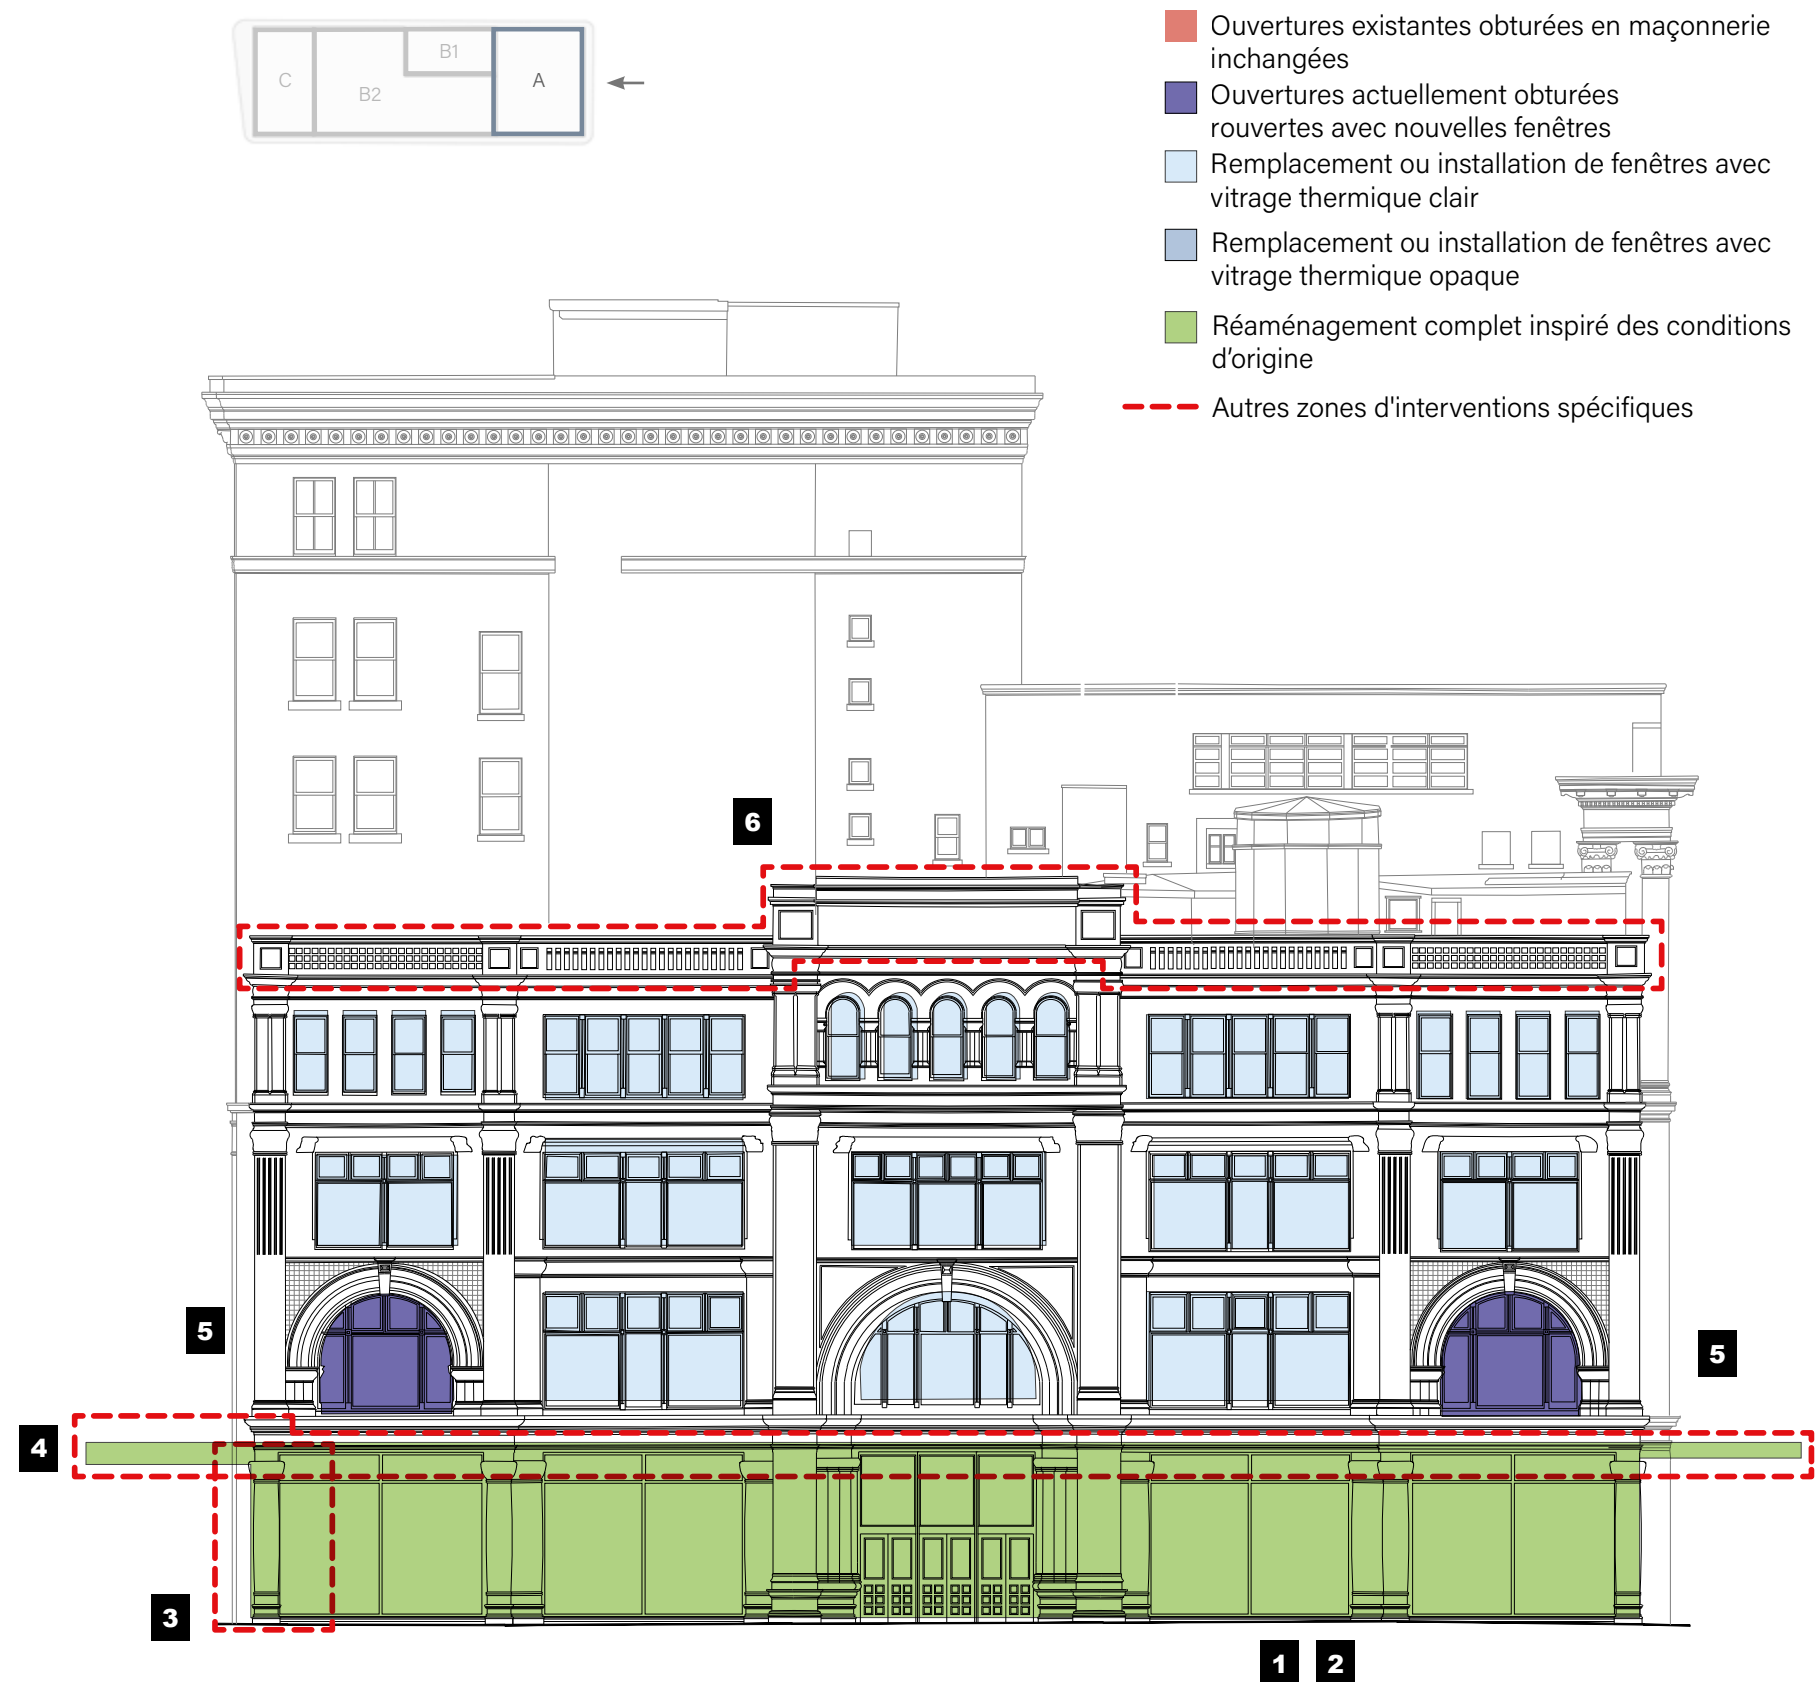 Ouvertures existantes obturées en maçonnerie
inchangées
Ouvertures actuellement obturées
rouvertes avec nouvelles fenêtres
Remplacement ou installation de fenêtres avec
vitrage thermique clair
Remplacement ou installation de fenêtres avec
vitrage thermique opaque
Réaménagement complet inspiré des conditions
d'origine
Autres zones d'interventions spécifiques
C
B2
B1
A
6
5
5
4
3
1 2